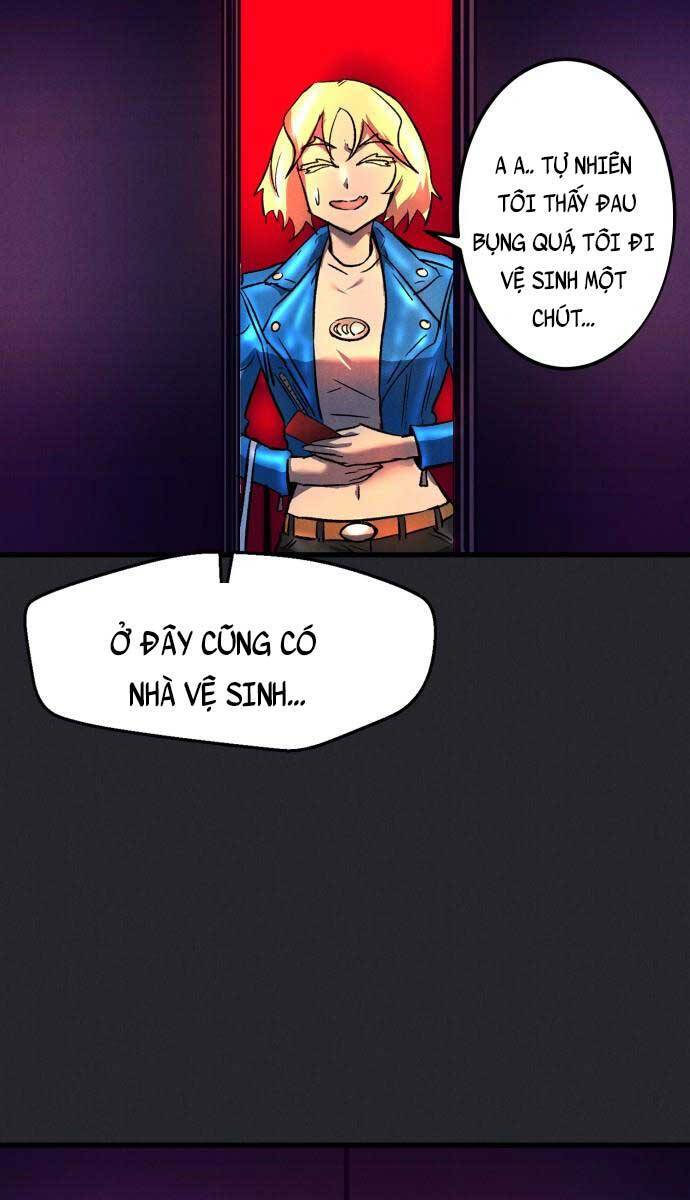 A A.. TỰ NHIÊN
TÔI THẤY ĐAU
BỤNG QUÁ, TÔI ĐI
VỆ SINH MỘT
CHÚT...
Ở ĐÂY CŨNG CÓ
NHÀ VỆ SINH...